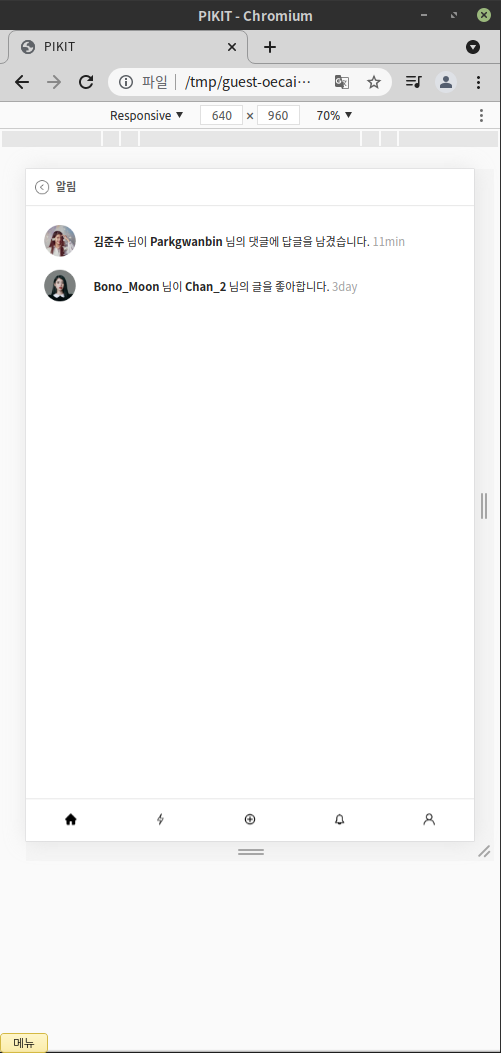 PIKIT - Chromium
PIKIT
파일 /tmp/guest-oecai…
Responsive 640 × 960 70%
알림
김준수 님이 Parkgwanbin 님의 댓글에 답글을 남겼습니다. 11min
Bono_Moon 님이 Chan_2 님의 글을 좋아합니다. 3day
메뉴